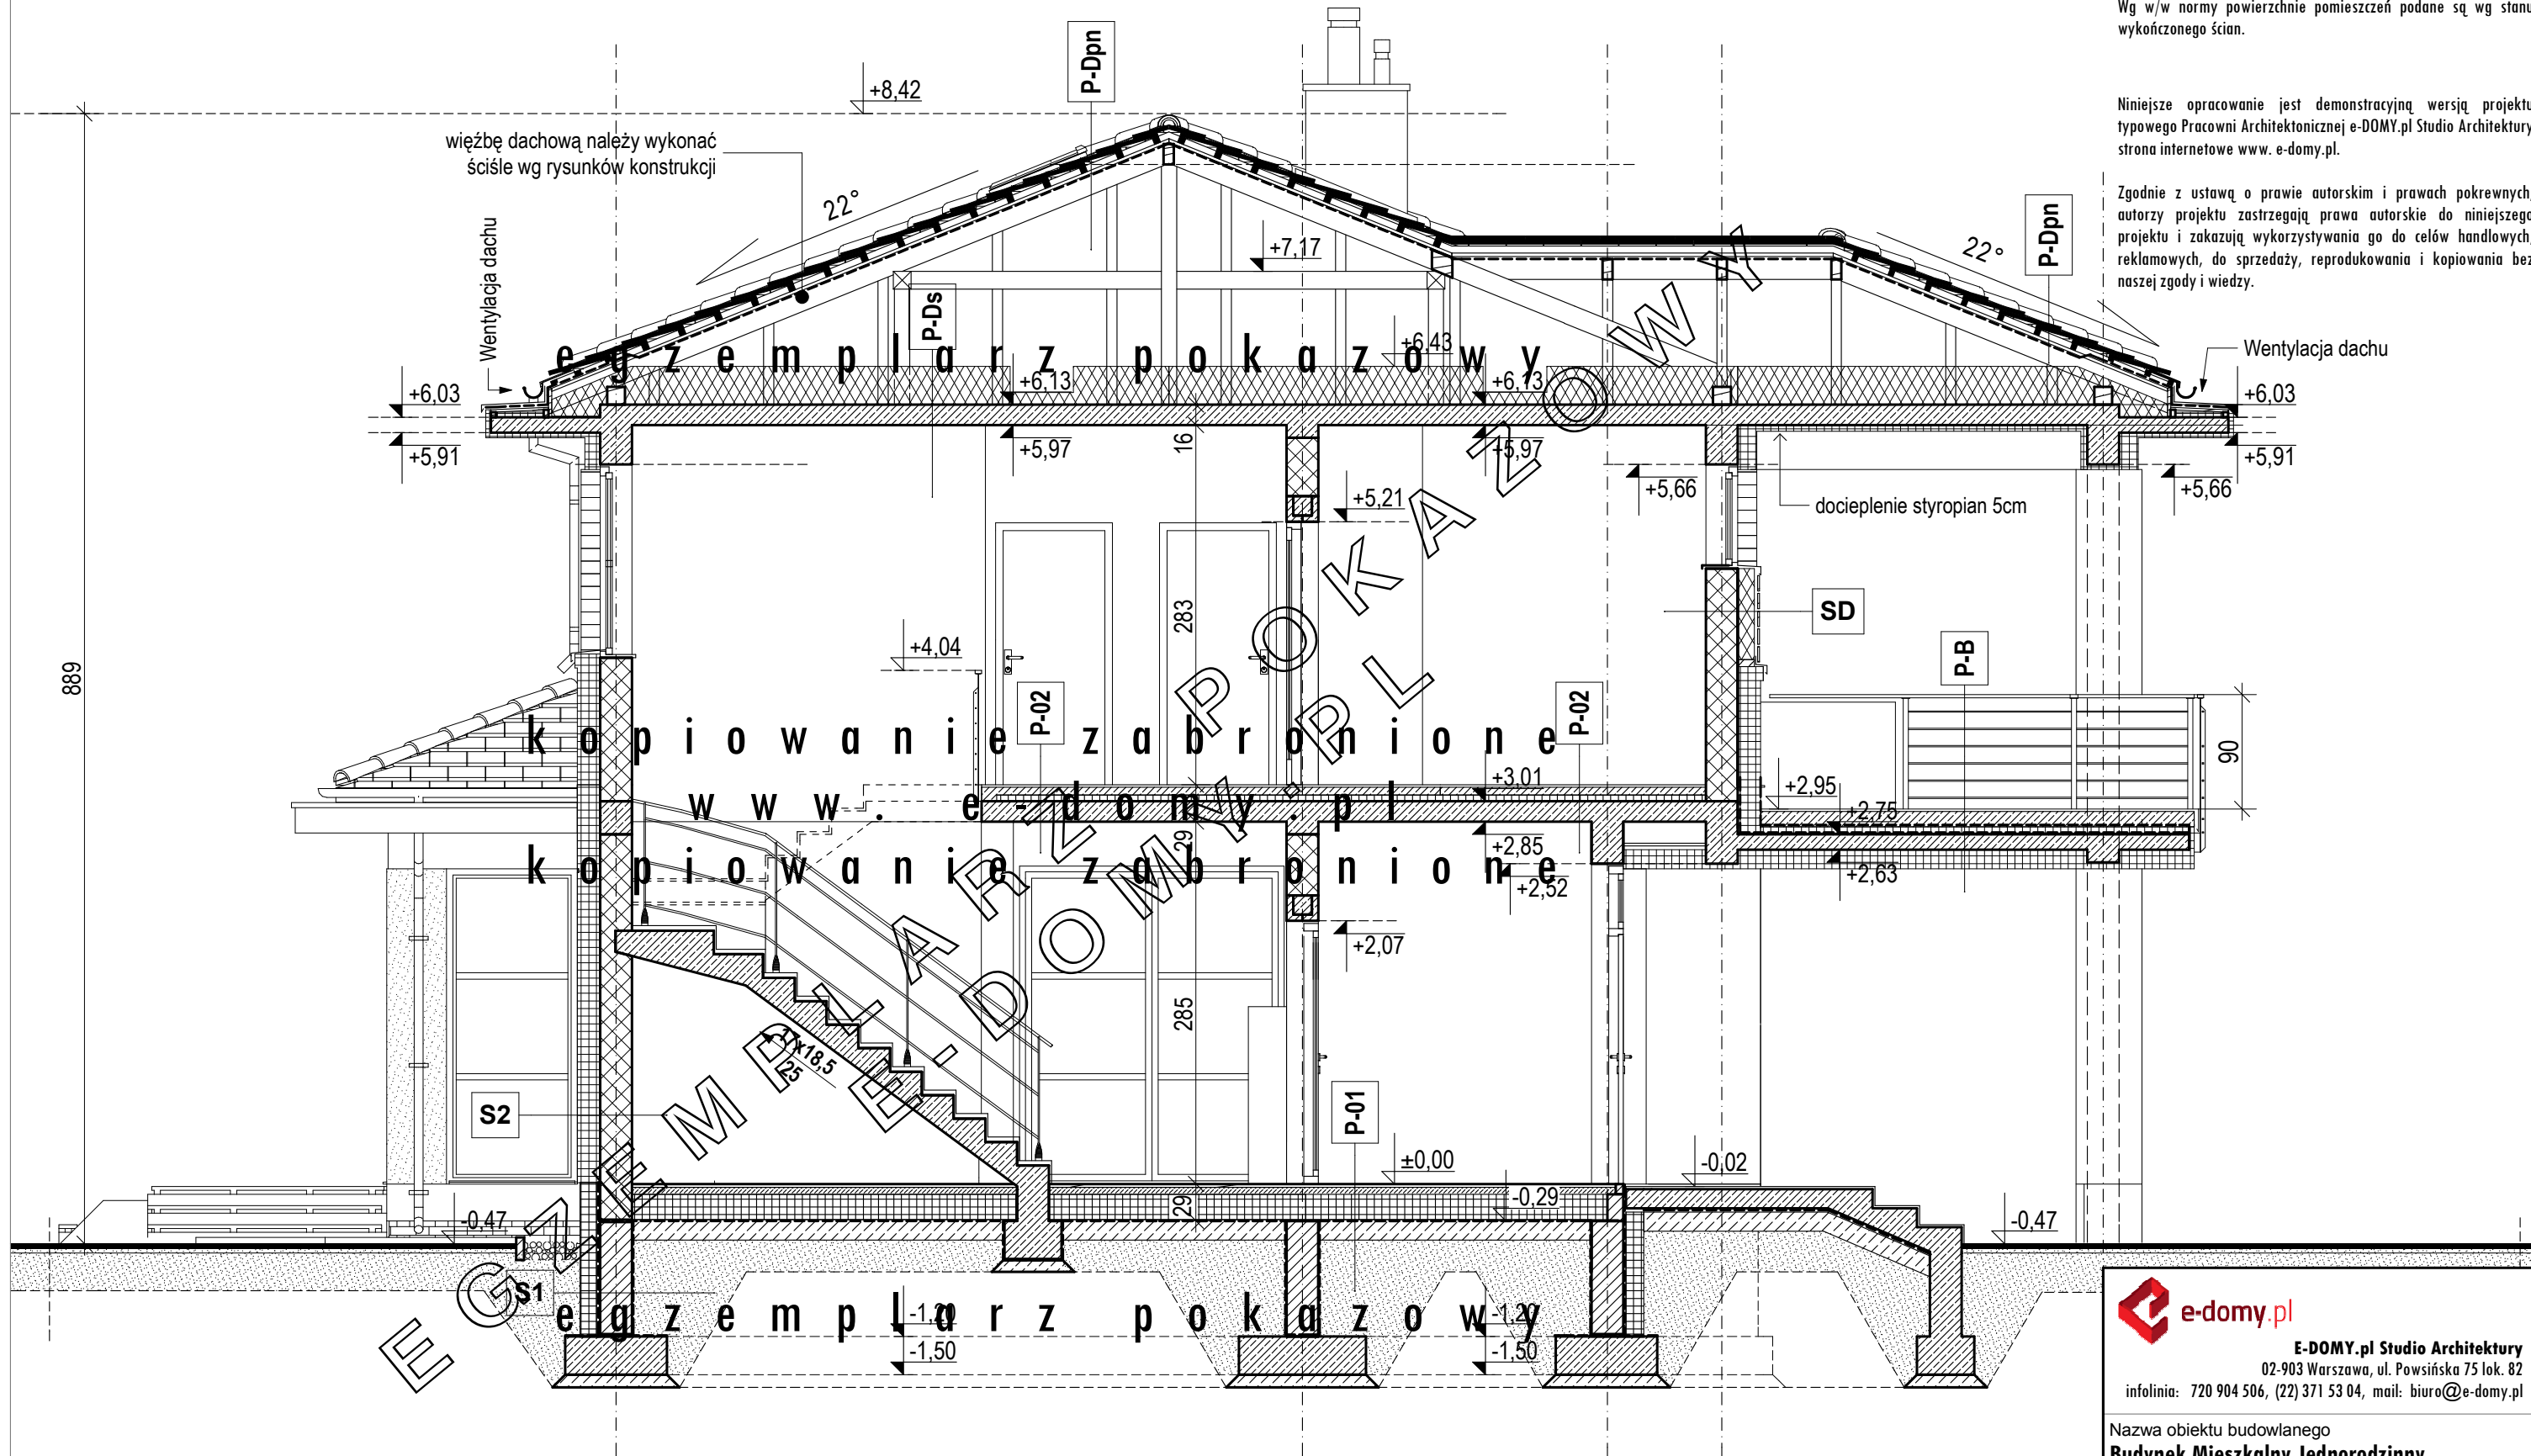 Wg w/w normy powierzchnie pomieszczeń podane są wg stanu
wykończonego ścian.
Niniejsze opracowanie jest demonstracyjną wersją projektu
typowego Pracowni Architektonicznej e-DOMY.pl Studio Architektury
strona internetowe www. e-domy.pl.
Zgodnie z ustawą o prawie autorskim i prawach pokrewnych,
autorzy projektu zastrzegają prawa autorskie do niniejszego
projektu i zakazują wykorzystywania go do celów handlowych,
reklamowych, do sprzedaży, reprodukowania i kopiowania bez
naszej zgody i wiedzy.
P-Dpn
+8,42
więźbę dachową należy wykonać
ściśle wg rysunków konstrukcji
22°
Wentylacja dachu
+7,17
P-Ds
22°
P-Dpn
Wentylacja dachu
egzemplarz pokazowy
+6,43
+6,03
+6,13
+6,13
+6,03
+5,91
+5,97
16
+5,97
+5,91
+5,66
+5,66
+5,21
docieplenie styropian 5cm
283
SD
+4,04
P-B
889
P-02
P-02
90
kopiowanie zabronione
+3,01
+2,95
www.e-domy.pl
+2,75
29
+2,85
kopiowanie zabronione
+2,52
+2,63
+2,07
285
17x18,5
25
S2
P-01
±0,00
-0,02
29
-0,29
-0,47
-0,47
S1
egzemplarz pokazowy
-1,20
-1,20
-1,50
-1,50
EGZEMPLARZ POKAZOWY
E-DOMY.PL
e-domy.pl
E-DOMY.pl Studio Architektury
02-903 Warszawa, ul. Powsińska 75 lok. 82
infolinia: 720 904 506, (22) 371 53 04, mail: biuro@e-domy.pl
Nazwa obiektu budowlanego
Budynek Mieszkalny Jednorodzinny